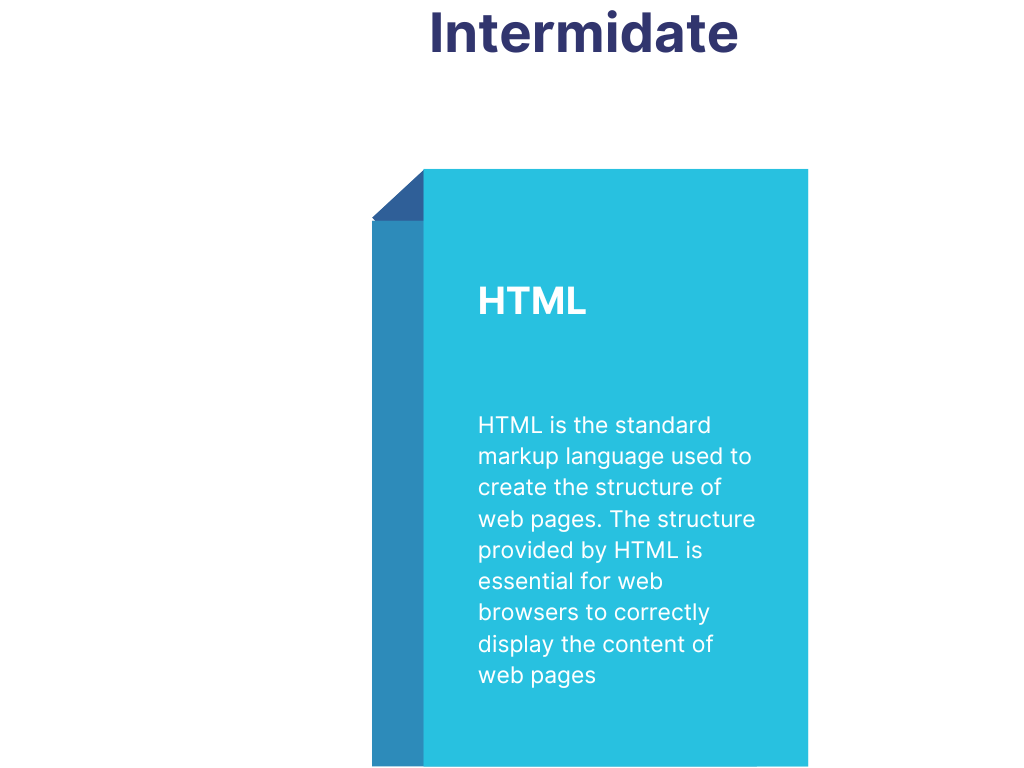 Intermidate
HTML
HTML is the standard
markup language used to
create the structure of
web pages. The structure
provided by HTML is
essential for web
browsers to correctly
display the content of
web pages